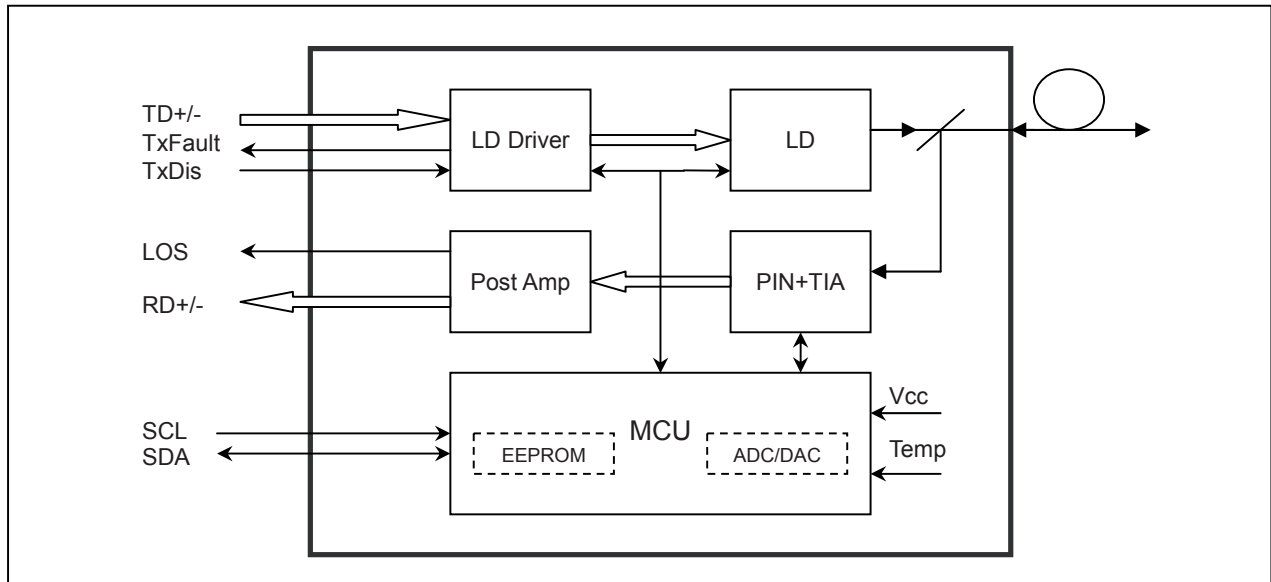 TD+/-
TxFault
TxDis
LD Driver
LD
LOS
RD+/-
Post Amp
PIN+TIA
SCL
SDA
MCU
EEPROM
ADC/DAC
Vcc
Temp